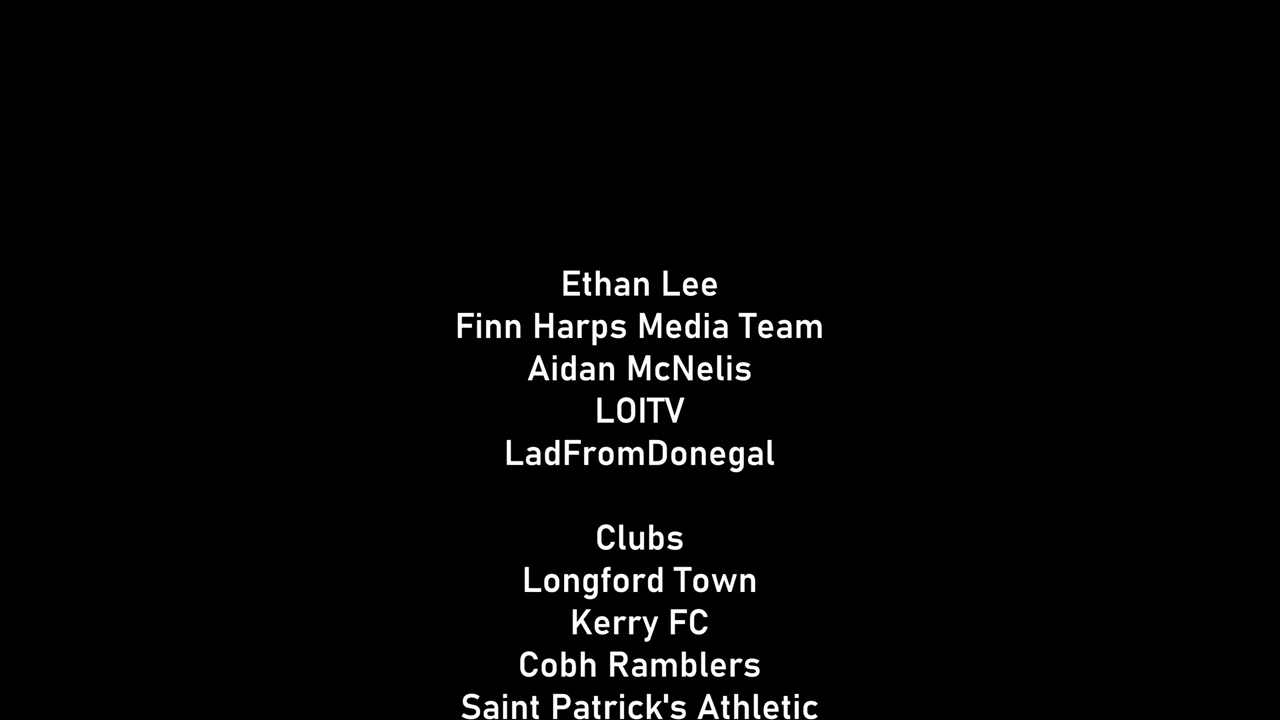 Ethan Lee
Finn Harps Media Team
Aidan McNelis
LOITV
LadFromDonegal
Clubs
Longford Town
Kerry FC
Cobh Ramblers
Saint Patrick's Athletic